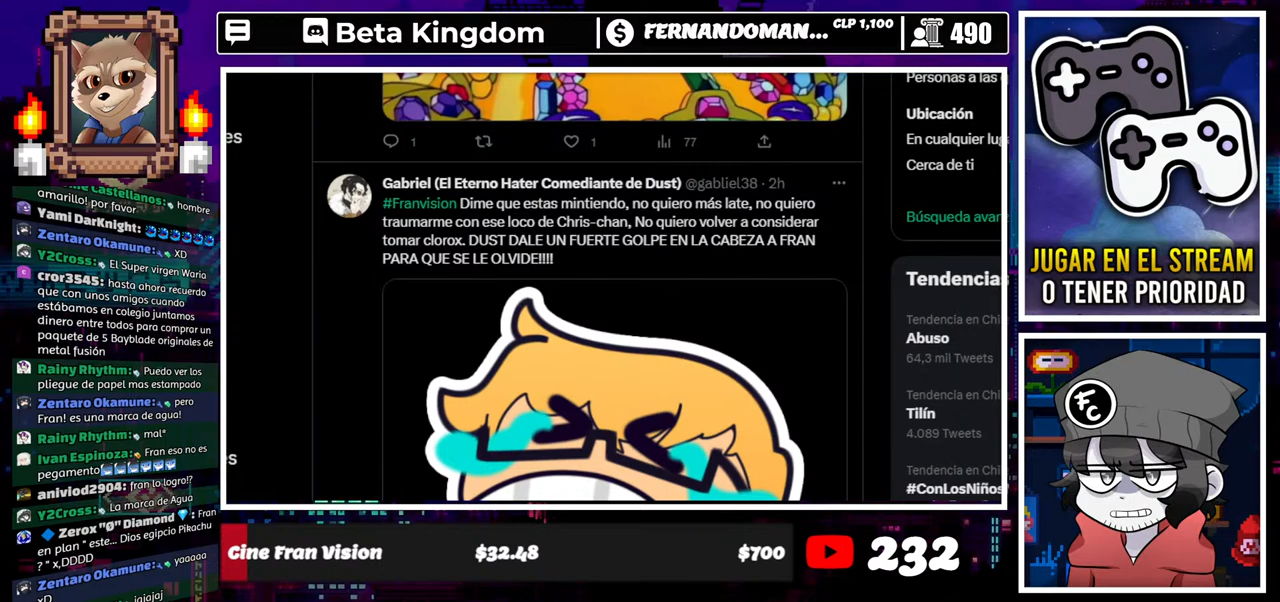 Beta Kingdom
$ FERNANDOMAN... CLP 1,100
490
Castellanos: hombre
amarillo! por favor
Yami DarKnight:
Zentaro Okamune: XD
Y2Cross: El Super virgen Waria
Cror3545: hasta ahora recuerdo
que con unos amigos cuando
estábamos en colegio juntamos
dinero entre todos para comprar un
paquete de 5 Bayblade originales de
metal fusión
Rainy Rhythm: Puedo ver los
pliegue de papel mas estampado
Zentaro Okamune: pero
Fran! es una marca de agua!
Rainy Rhythm: mal*
Ivan Espinoza: Fran eso no es
pegamento
aniviod2904: fran lo logro!?
Y2Cross: La marca de Agua
Zerox "Ø" Diamond: Fran
en plan " este... Dios egipcio Pikachu
? " x,DDDD
Zentaro Okamune: yaaaaa
xD
jajajaj
es
es
1
1
77
Gabriel (El Eterno Hater Comediante de Dust) @gabliel38 · 2h
#Franvision Dime que estas mintiendo, no quiero más late, no quiero
traumarme con ese loco de Chris-chan, No quiero volver a considerar
tomar clorox. DUST DALE UN FUERTE GOLPE EN LA CABEZA A FRAN
PARA QUE SE LE OLVIDE!!!!
Personas a las
Ubicación
En cualquier lug
Cerca de ti
Búsqueda avan
Tendencias
Tendencia en Chi
Abuso
64,3 mil Tweets
Tendencia en Chi
Tilín
4.089 Tweets
Tendencia en Chi
#ConLosNiños
JUGAR EN EL STREAM
O TENER PRIORIDAD
FC
Cine Fran Vision $32.48 $700
232